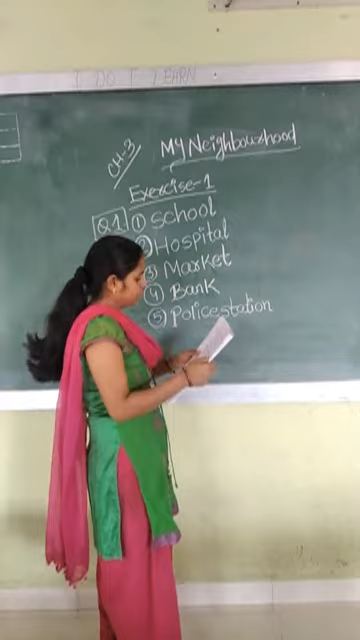 I DO I LEARN
CH-3
My Neighbourhood
Exercise-1
Q.1 ① School
② Hospital
③ Market
④ Bank
⑤ Police station